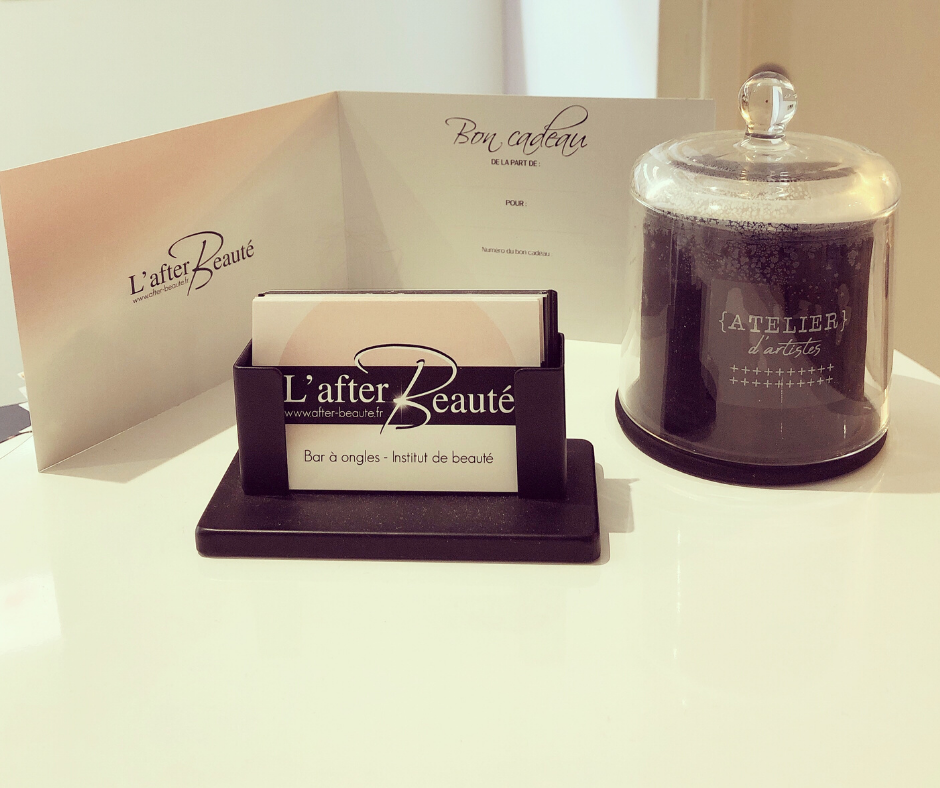 L'after Beauté
www.after-beaute.fr
Bon cadeau
DE LA PART DE :
POUR :
Numero du bon cadeau
L'after Beauté
www.after-beaute.fr
Bar à ongles - Institut de beauté
{ATELIER}
d'artistes
++++++++++
++++++++++